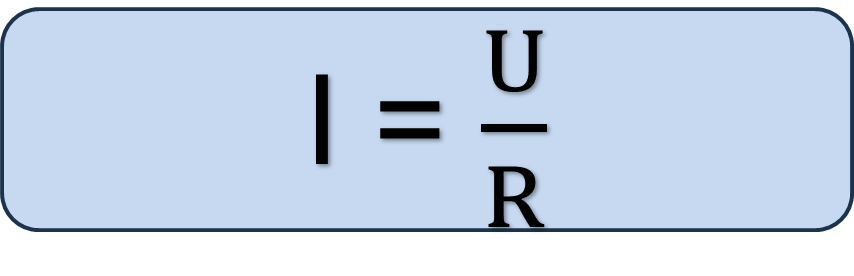 I = U/R